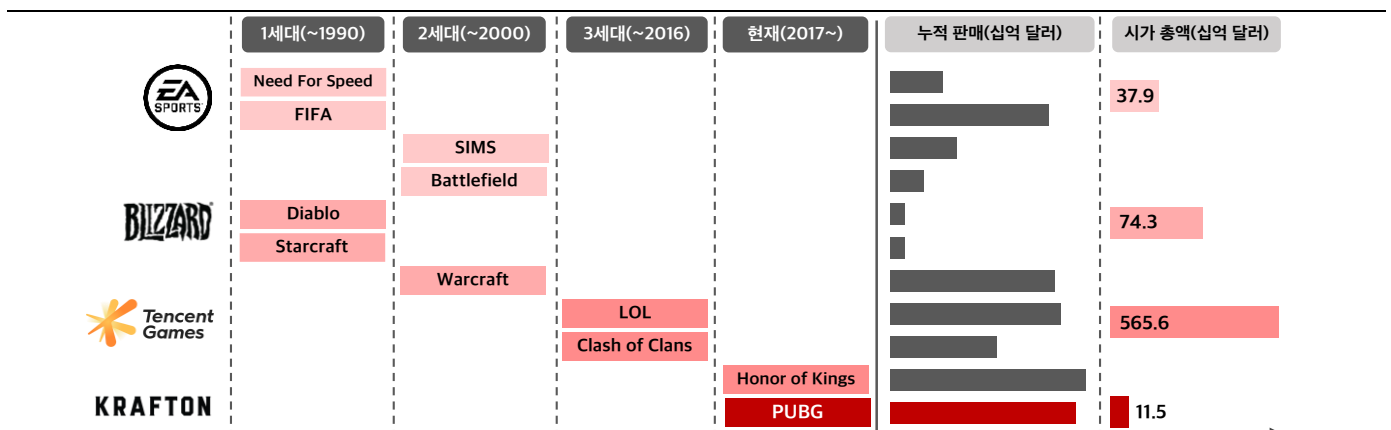 1세대(~1990) 2세대(~2000) 3세대(~2016) 현재(2017~) 누적 판매(십억 달러) 시가 총액(십억 달러)
EA
SPORTS
Need For Speed
37.9
FIFA
SIMS
Battlefield
BLIZZARD
Diablo
74.3
Starcraft
Warcraft
Tencent
Games
LOL
565.6
Clash of Clans
Honor of Kings
KRAFTON
PUBG
11.5